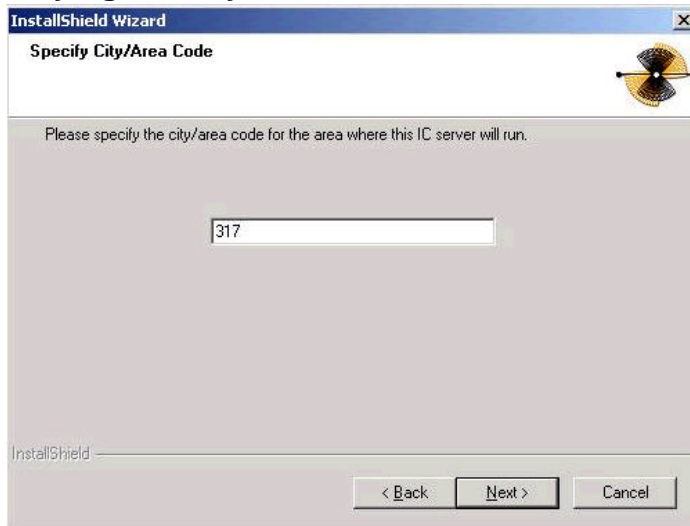 InstallShield Wizard
Specify City/Area Code
Please specify the city/area code for the area where this IC server will run.
317
InstallShield
< Back Next > Cancel